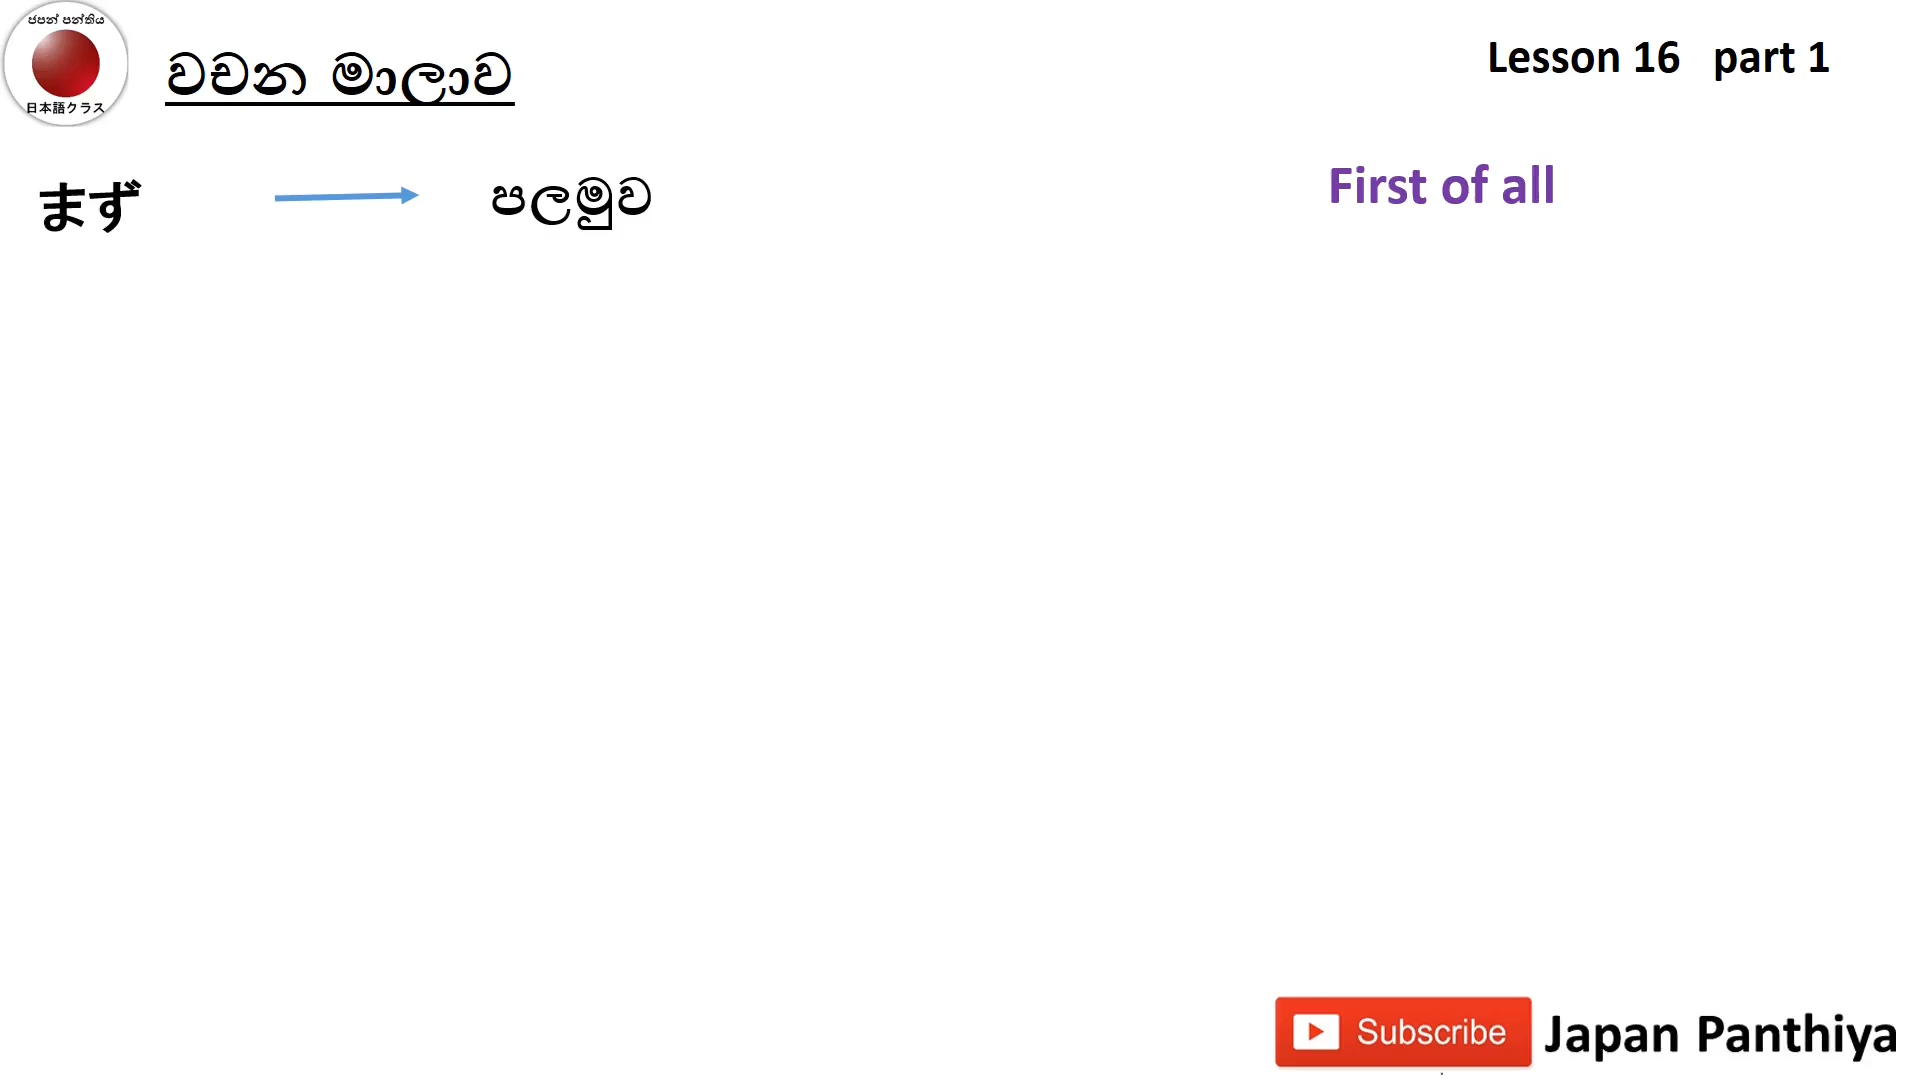 ජපන් පන්තිය
日本語クラス
වචන මාලාව
Lesson 16 part 1
まず
පලමුව
First of all
Subscribe
Japan Panthiya